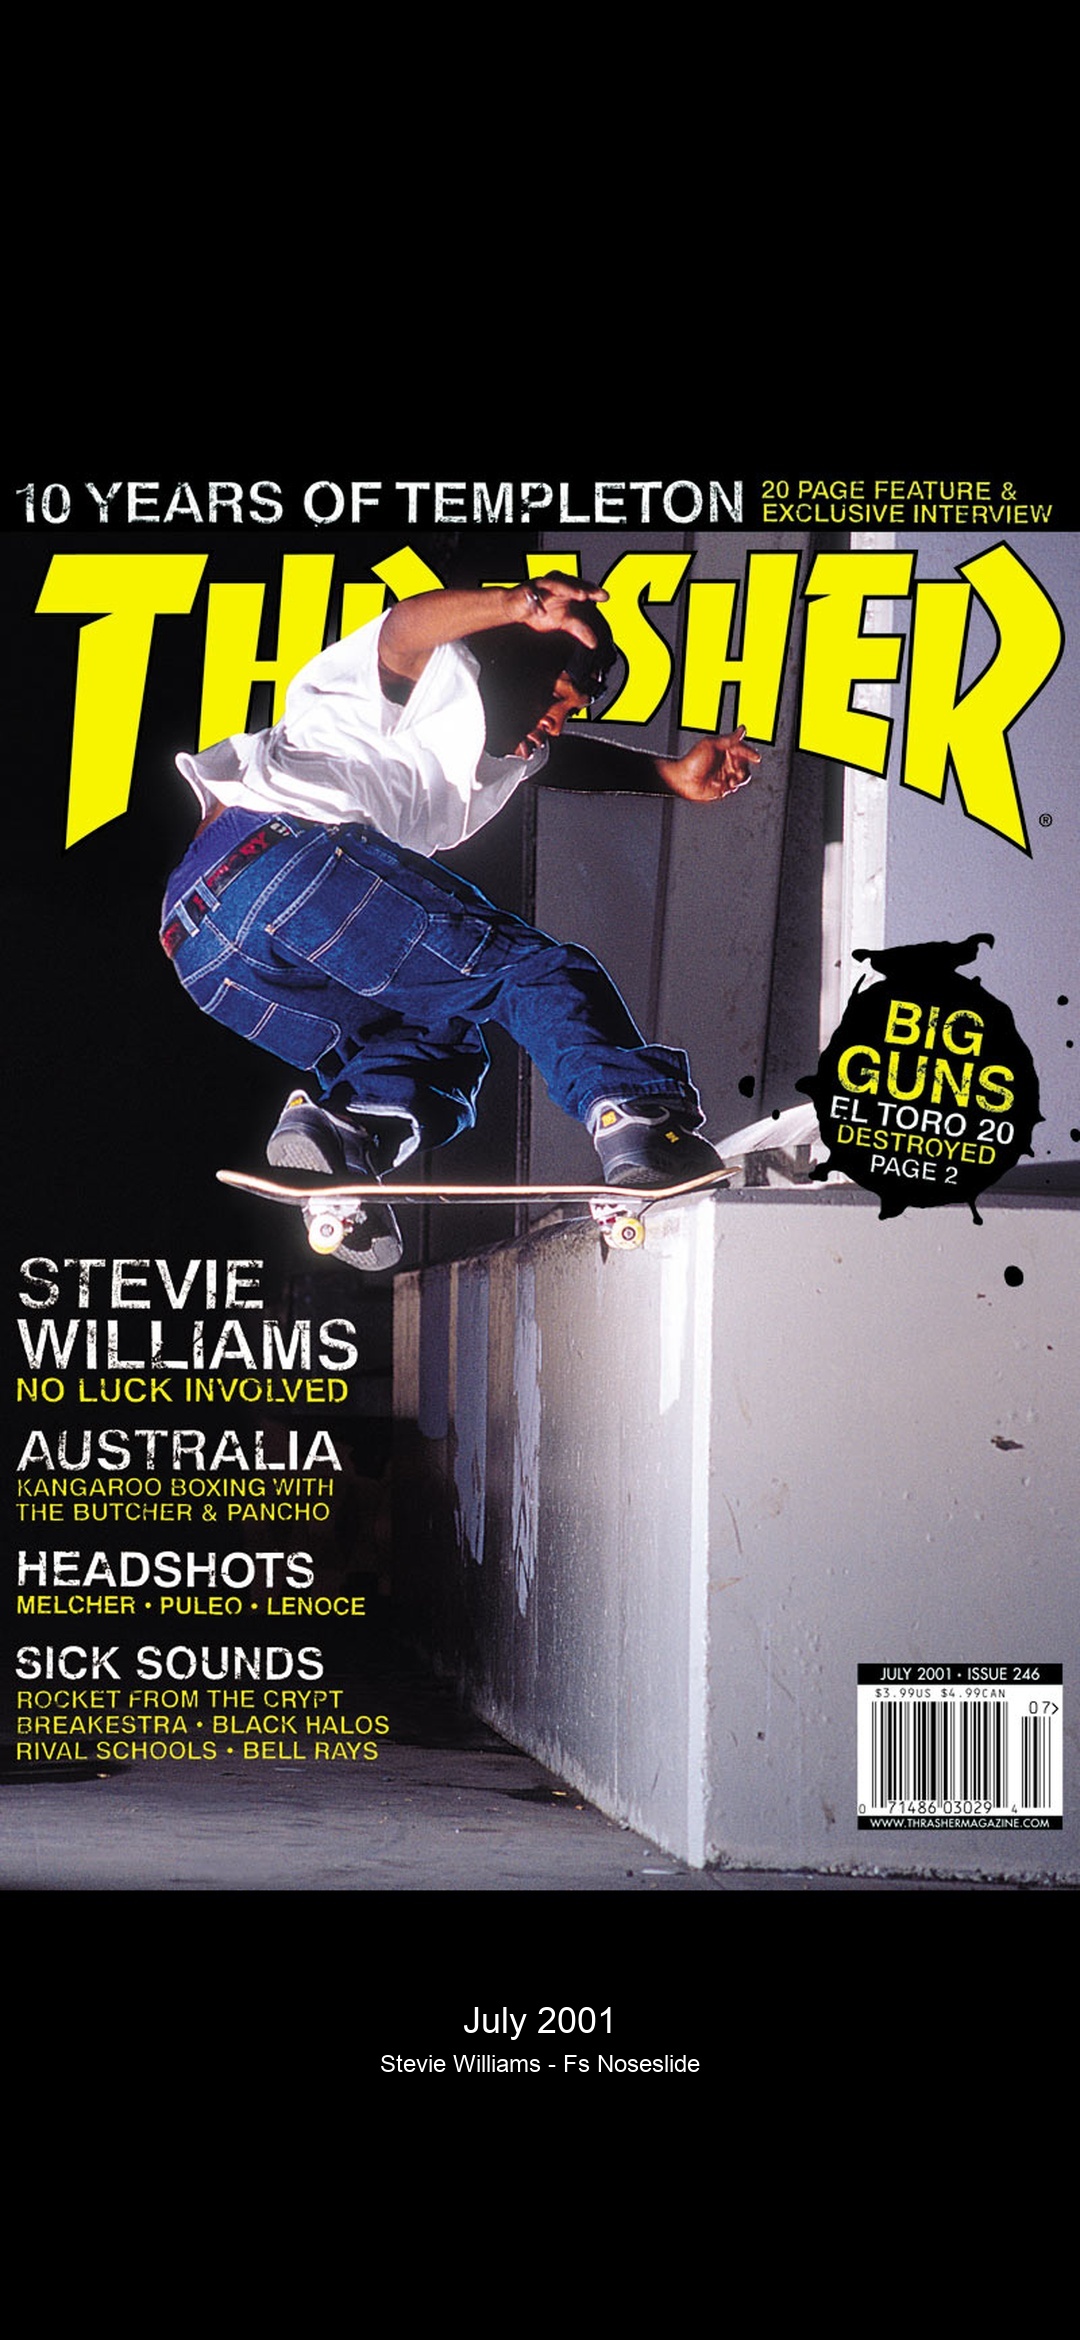 10 YEARS OF TEMPLETON
20 PAGE FEATURE &
EXCLUSIVE INTERVIEW
THRASHER
®
BIG
GUNS
EL TORO 20
DESTROYED
PAGE 2
STEVIE
WILLIAMS
NO LUCK INVOLVED
AUSTRALIA
KANGAROO BOXING WITH
THE BUTCHER & PANCHO
HEADSHOTS
MELCHER • PULEO • LENOCE
SICK SOUNDS
ROCKET FROM THE CRYPT
BREAKESTRA • BLACK HALOS
RIVAL SCHOOLS • BELL RAYS
JULY 2001 • ISSUE 246
$3.99US $4.99CAN
07>
0 71486 03029 4
WWW.THRASHERMAGAZINE.COM
July 2001
Stevie Williams - Fs Noseslide